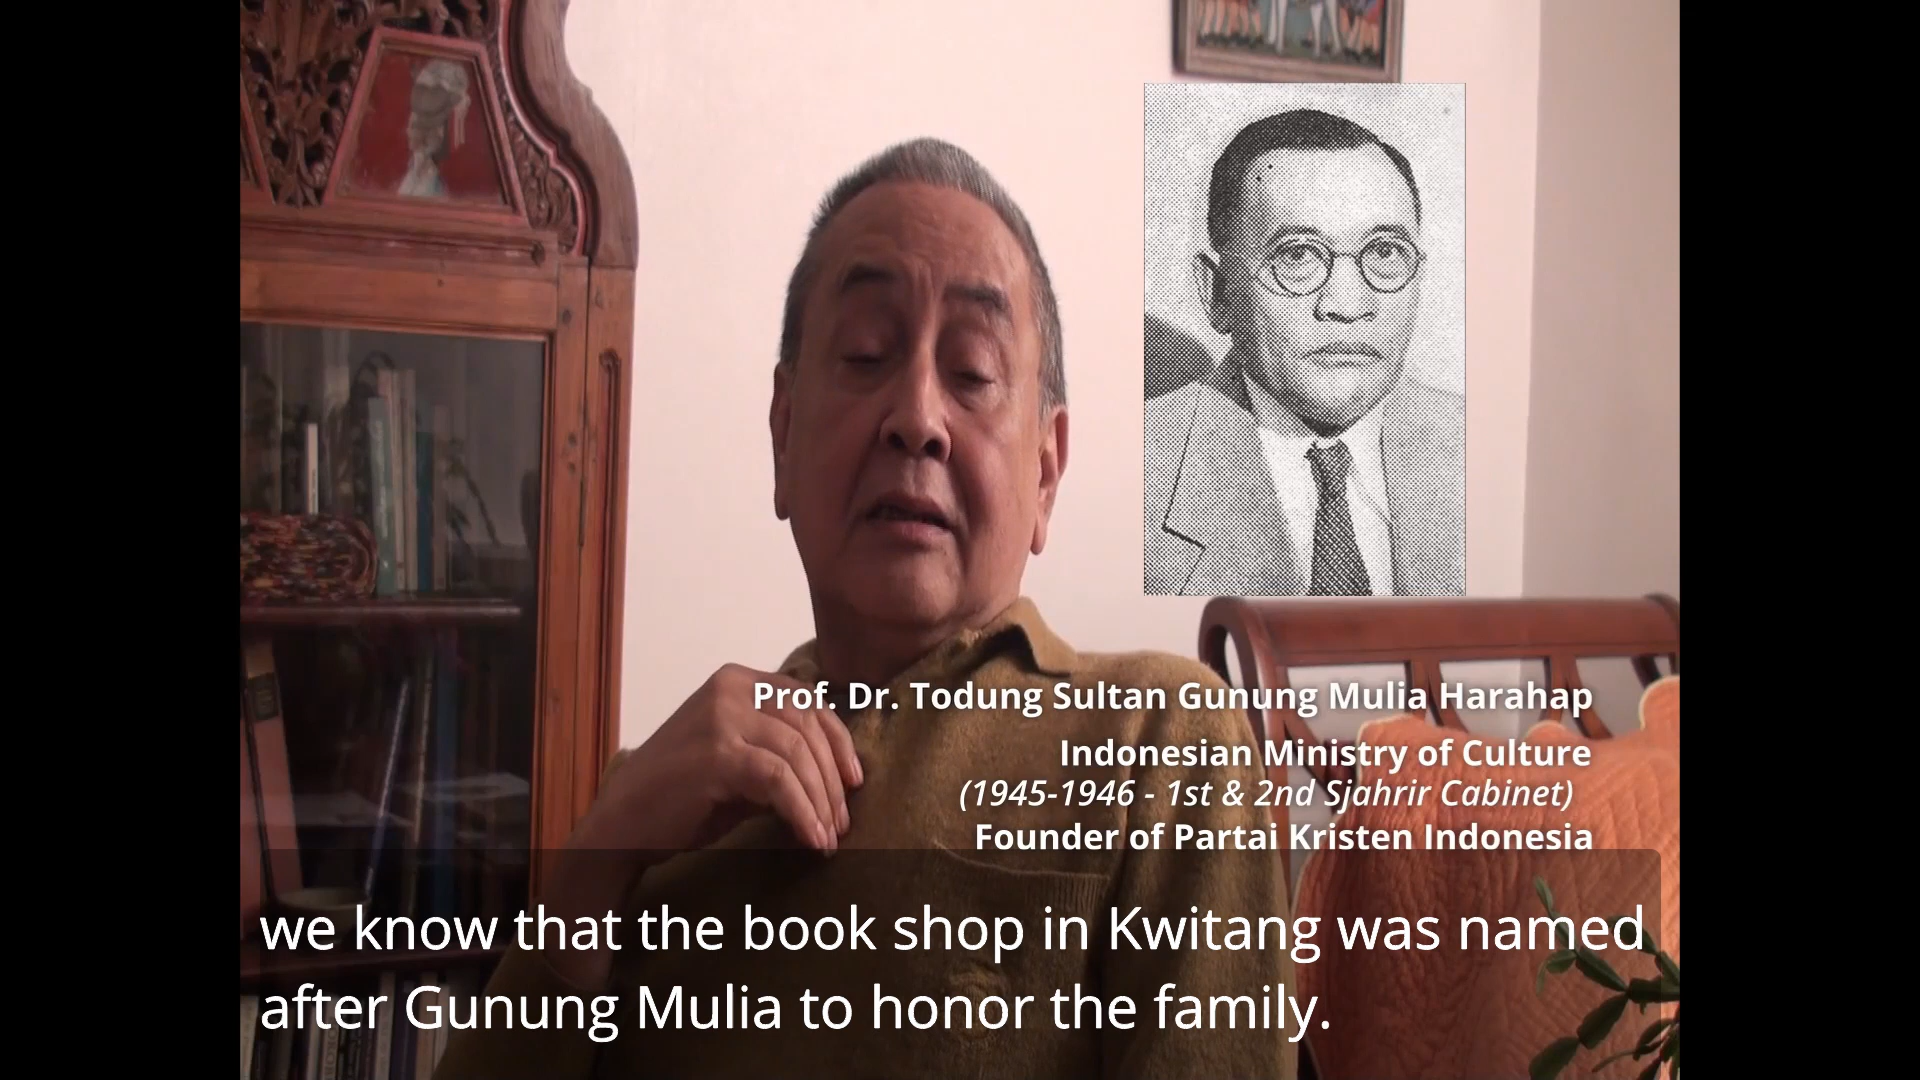 Prof. Dr. Todung Sultan Gunung Mulia Harahap
Indonesian Ministry of Culture
(1945-1946 - 1st & 2nd Sjahrir Cabinet)
Founder of Partai Kristen Indonesia
we know that the book shop in Kwitang was named
after Gunung Mulia to honor the family.